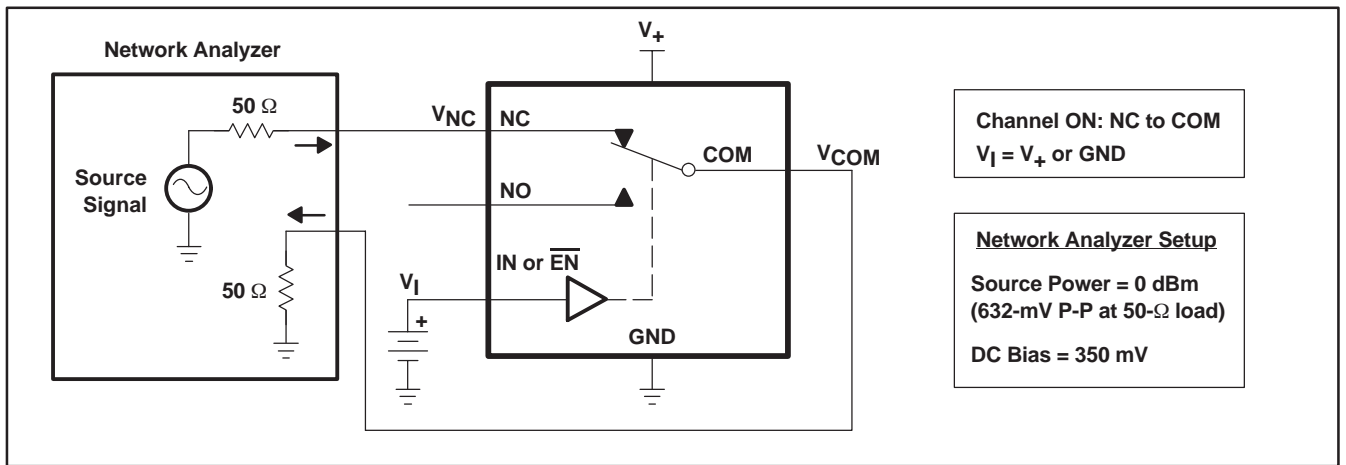 V+
Network Analyzer
50 Ω
VNC
NC
COM
VCOM
Source
Signal
NO
50 Ω
IN or E̅N̅
VI
+
GND
Channel ON: NC to COM
VI = V+ or GND
Network Analyzer Setup
Source Power = 0 dBm
(632-mV P-P at 50-Ω load)
DC Bias = 350 mV